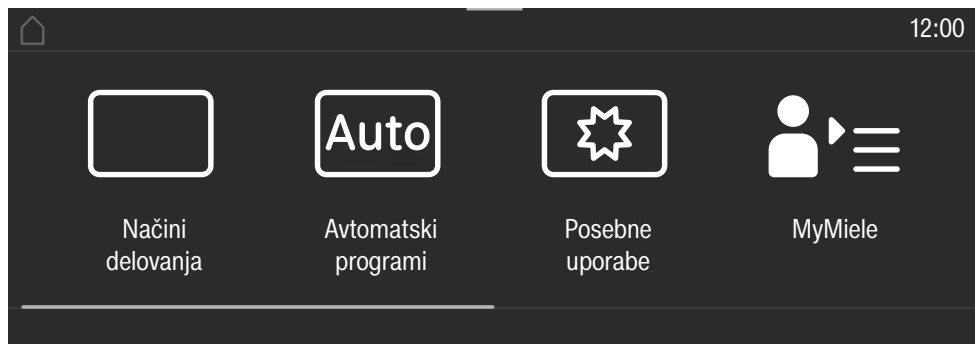 12:00
Auto
Načini
delovanja
Avtomatski
programi
Posebne
uporabe
MyMiele